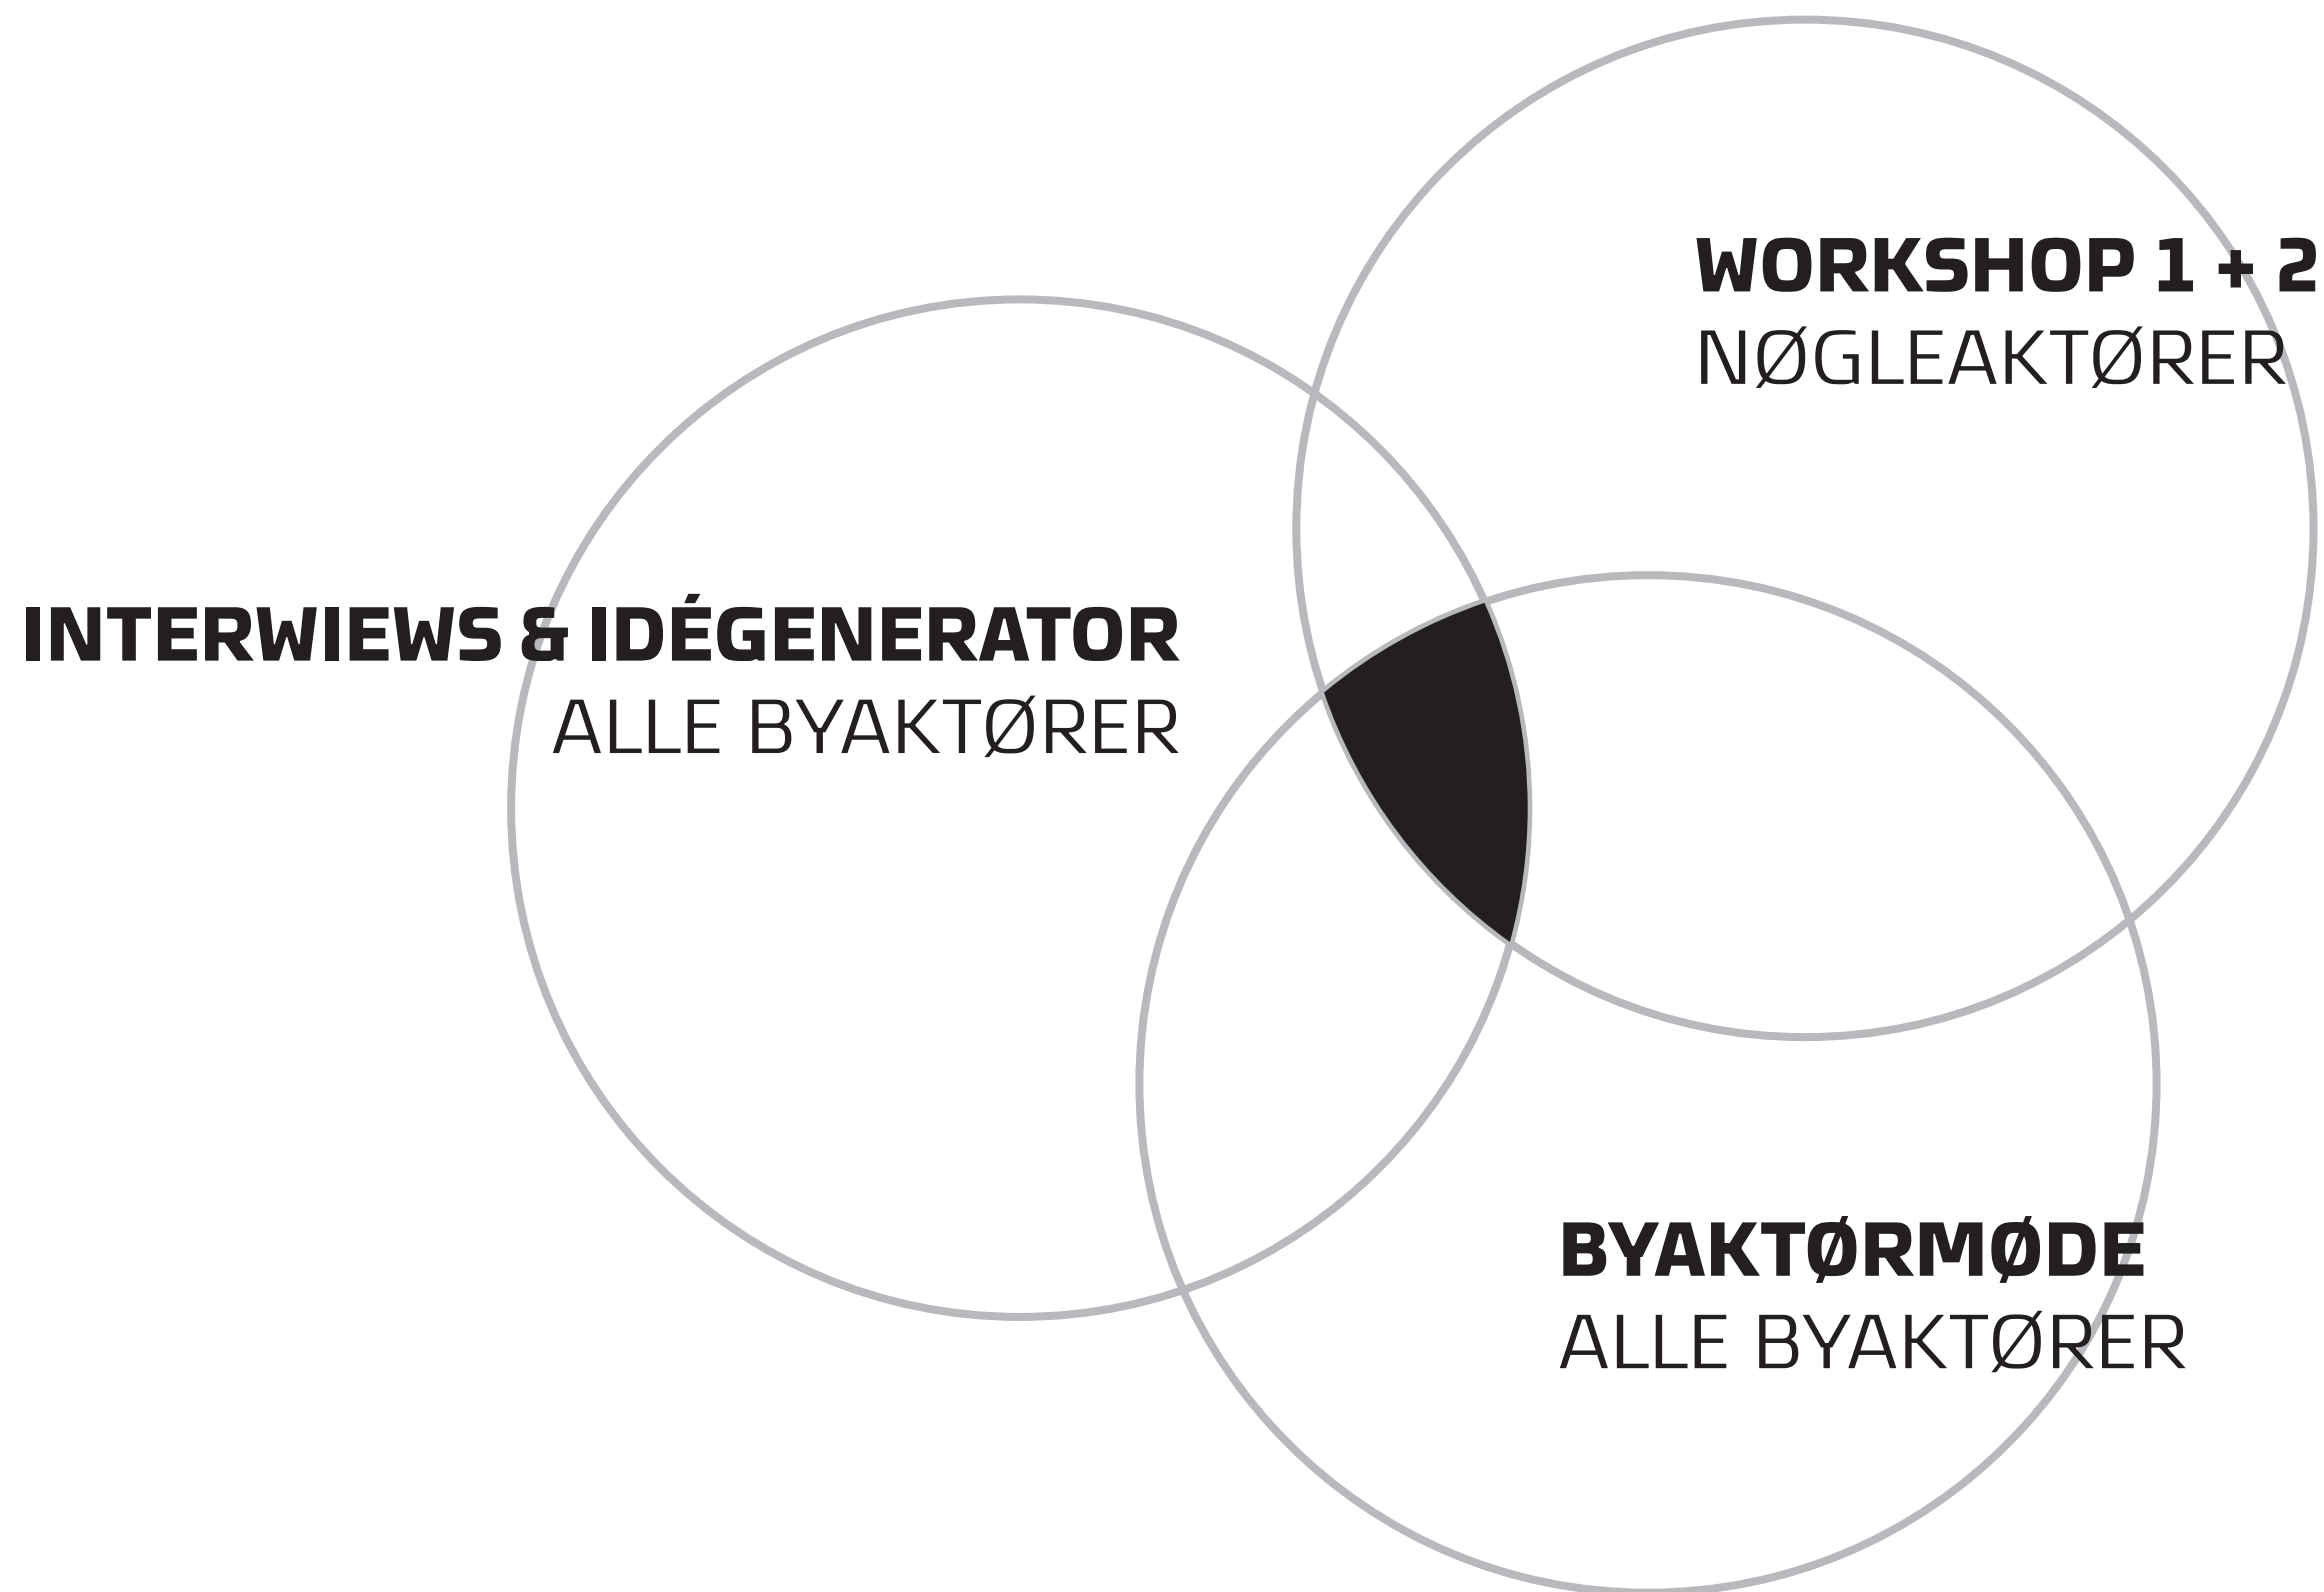 WORKSHOP 1 + 2
NØGLEAKTØRER
INTERWIEWS & IDÉGENERATOR
ALLE BYAKTØRER
BYAKTØRMØDE
ALLE BYAKTØRER